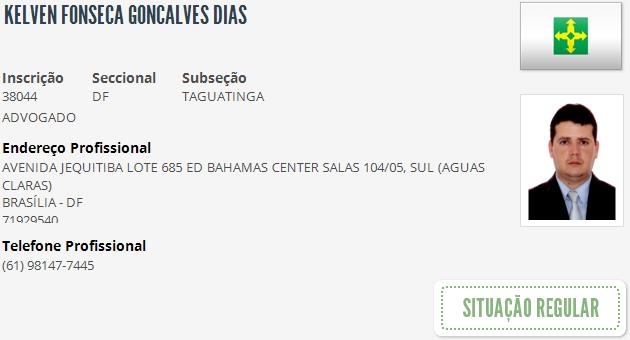 KELVEN FONSECA GONCALVES DIAS
Inscrição Seccional Subseção
38044 DF TAGUATINGA
ADVOGADO
Endereço Profissional
AVENIDA JEQUITIBA LOTE 685 ED BAHAMAS CENTER SALAS 104/05, SUL (AGUAS
CLARAS)
BRASÍLIA - DF
71929540
Telefone Profissional
(61) 98147-7445
SITUAÇÃO REGULAR